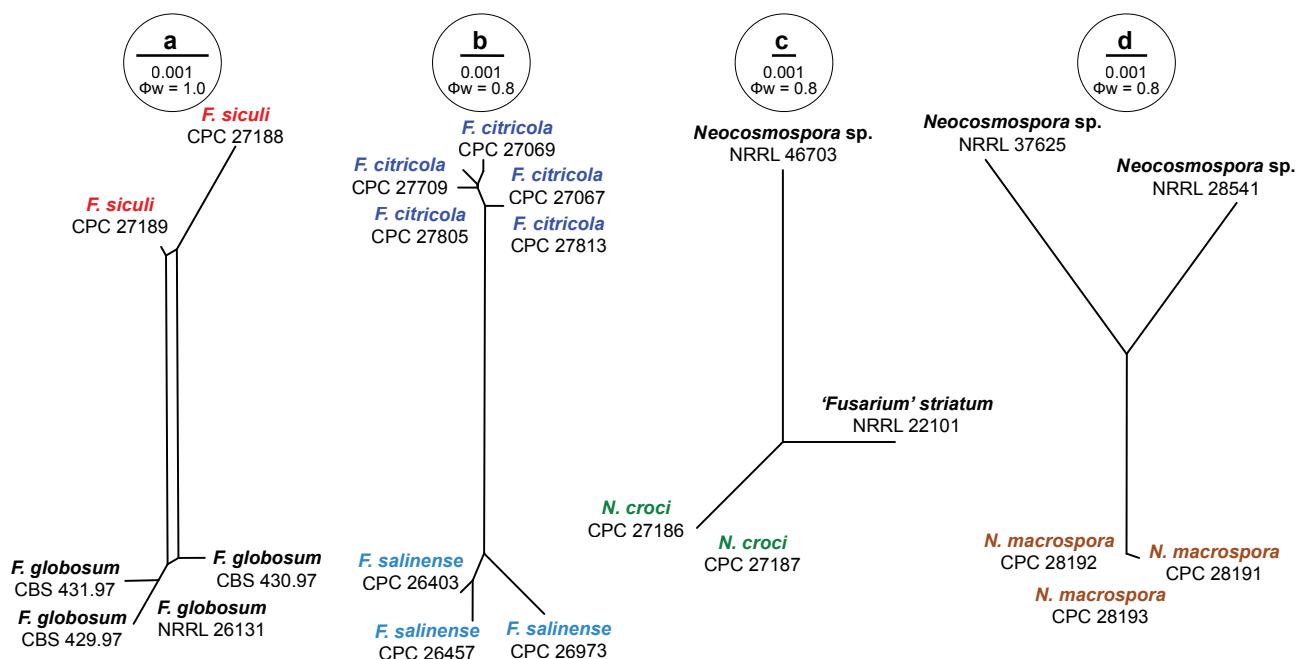 a
0.001
Φw = 1.0
F. siculi
CPC 27188
F. siculi
CPC 27189
F. globosum
CBS 431.97
F. globosum
CBS 430.97
F. globosum
CBS 429.97
F. globosum
NRRL 26131
b
0.001
Φw = 0.8
F. citricola
CPC 27069
F. citricola
CPC 27709
F. citricola
CPC 27067
F. citricola
CPC 27805
F. citricola
CPC 27813
F. salinense
CPC 26403
F. salinense
CPC 26457
F. salinense
CPC 26973
c
0.001
Φw = 0.8
Neocosmospora sp.
NRRL 46703
'Fusarium' striatum
NRRL 22101
N. croci
CPC 27186
N. croci
CPC 27187
d
0.001
Φw = 0.8
Neocosmospora sp.
NRRL 37625
Neocosmospora sp.
NRRL 28541
N. macrospora
CPC 28192
N. macrospora
CPC 28191
N. macrospora
CPC 28193